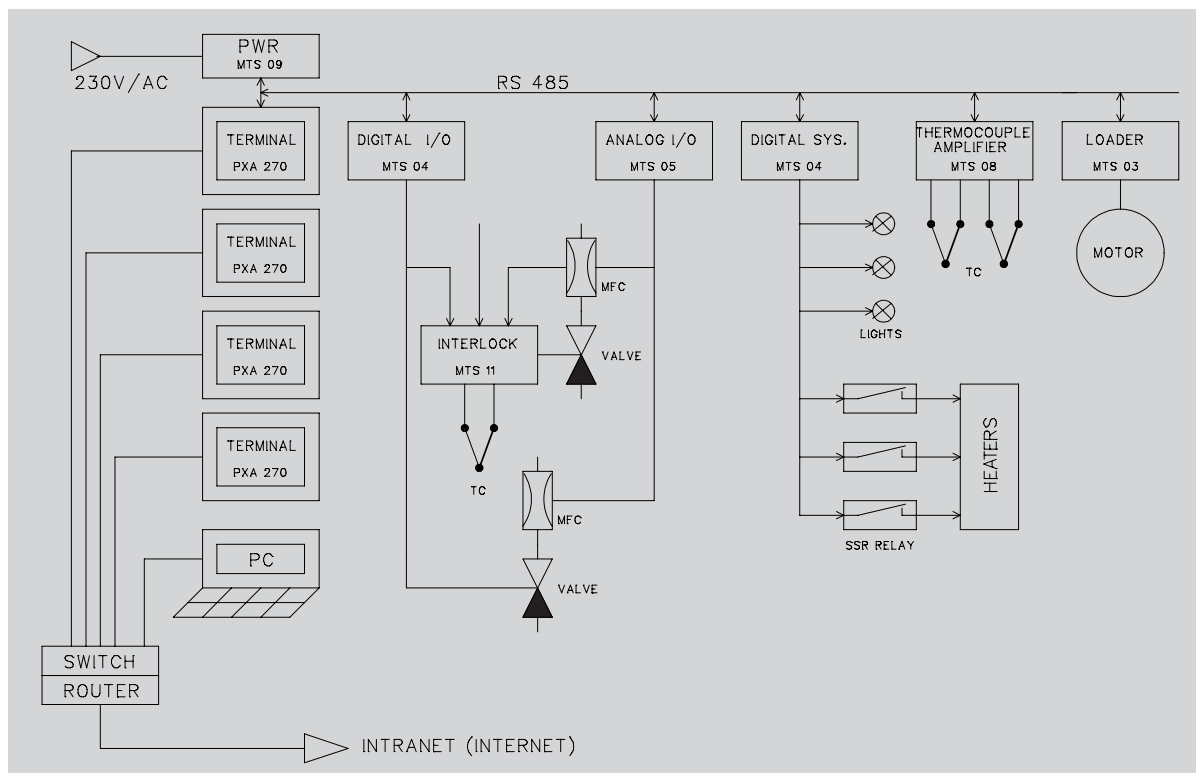 PWR
MTS 09
230V/AC
RS 485
TERMINAL
PXA 270
DIGITAL I/O
MTS 04
ANALOG I/O
MTS 05
DIGITAL SYS.
MTS 04
THERMOCOUPLE
AMPLIFIER
MTS 08
LOADER
MTS 03
TERMINAL
PXA 270
MFC
TC
MOTOR
LIGHTS
TERMINAL
PXA 270
INTERLOCK
MTS 11
VALVE
TERMINAL
PXA 270
TC
MFC
HEATERS
SSR RELAY
PC
VALVE
SWITCH
ROUTER
INTRANET (INTERNET)